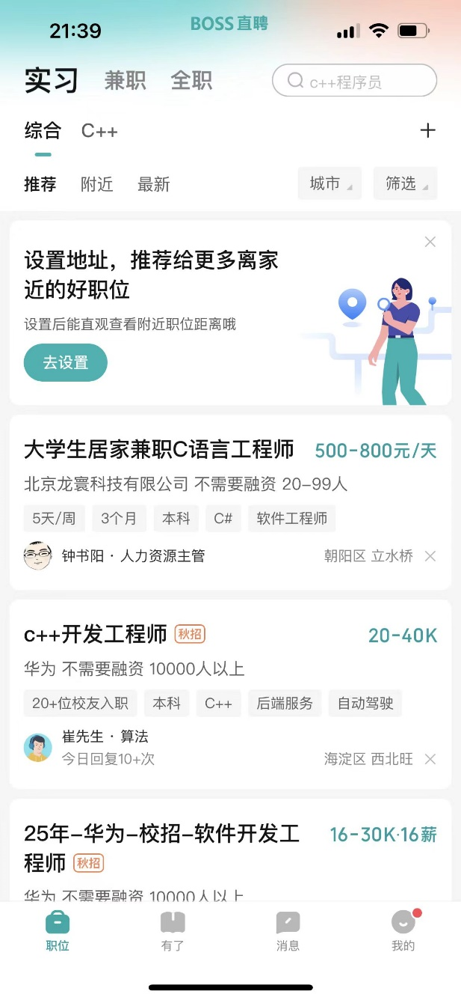 21:39
BOSS直聘
实习 兼职 全职
c++程序员
综合 C++
推荐 附近 最新 城市 筛选
设置地址，推荐给更多离家
近的好职位
设置后能直观查看附近职位距离哦
去设置
大学生居家兼职C语言工程师 500-800元/天
北京龙寰科技有限公司 不需要融资 20-99人
5天/周 3个月 本科 C# 软件工程师
钟书阳 · 人力资源主管 朝阳区 立水桥
c++开发工程师 秋招 20-40K
华为 不需要融资 10000人以上
20+位校友入职 本科 C++ 后端服务 自动驾驶
崔先生 · 算法
今日回复10+次 海淀区 西北旺
25年-华为-校招-软件开发工 16-30K·16薪
程师 秋招
华为 不需要融资 10000人以上
职位 有了 消息 我的